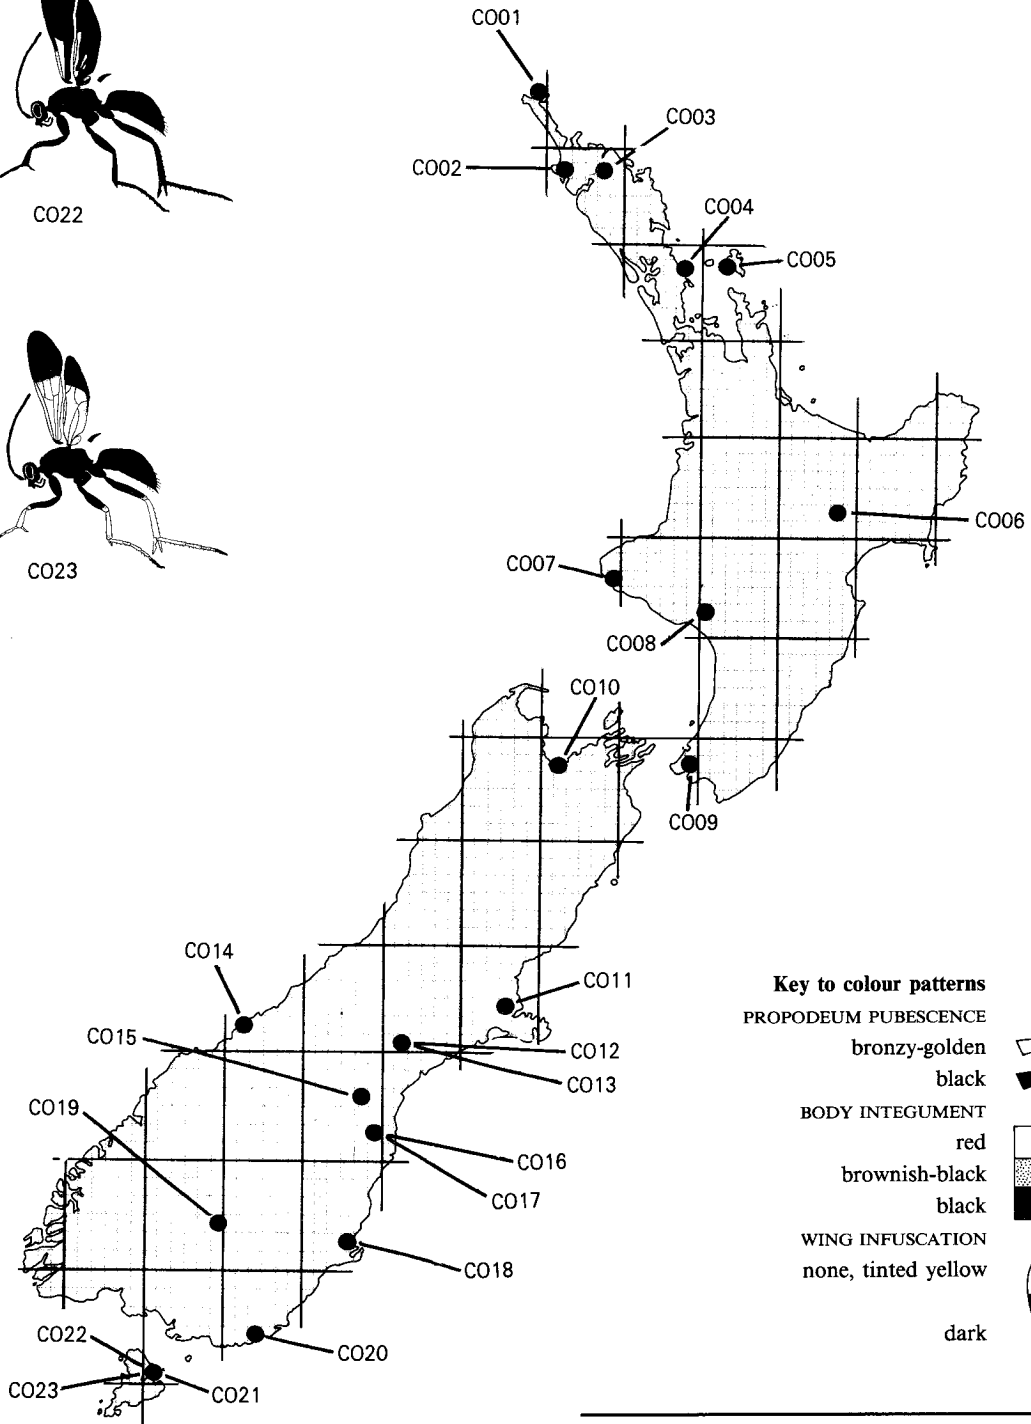 CO01
CO03
CO02
CO22
CO04
CO05
CO06
CO07
CO23
CO08
CO10
CO09
CO14
CO11
CO15
CO12
CO13
CO19
CO16
CO17
CO18
CO22
CO20
CO23
CO21
Key to colour patterns
PROPODEUM PUBESCENCE
bronzy-golden
black
BODY INTEGUMENT
red
brownish-black
black
WING INFUSCATION
none, tinted yellow
dark